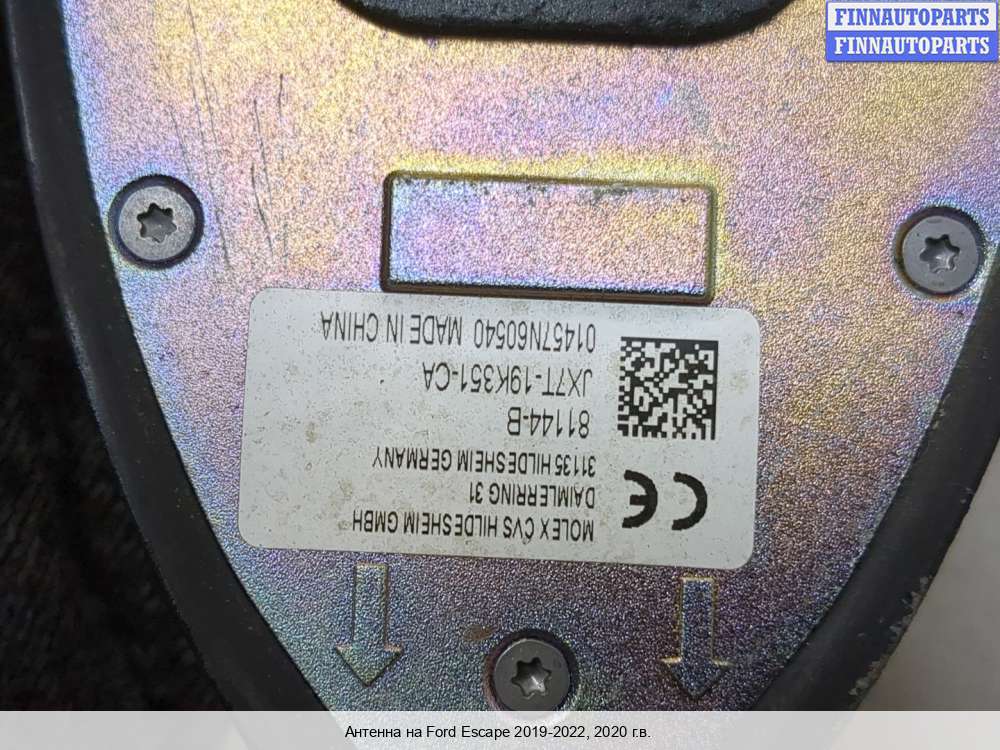 FINNAUTOPARTS
FINNAUTOPARTS
MOLEX CVS HILDESHEIM GMBH
DAIMLERRING 31
31135 HILDESHEIM GERMANY
CE
81144-B
JX7T-19K351-CA
01457N60540 MADE IN CHINA
Антенна на Ford Escape 2019-2022, 2020 г.в.